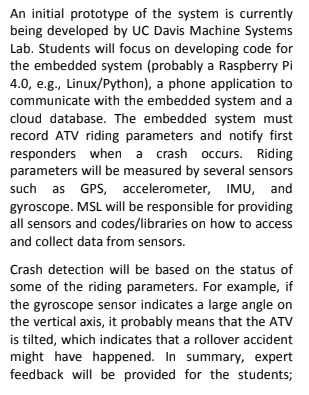 An initial prototype of the system is currently
being developed by UC Davis Machine Systems
Lab. Students will focus on developing code for
the embedded system (probably a Raspberry Pi
4.0, e.g., Linux/Python), a phone application to
communicate with the embedded system and a
cloud database. The embedded system must
record ATV riding parameters and notify first
responders when a crash occurs. Riding
parameters will be measured by several sensors
such as GPS, accelerometer, IMU, and
gyroscope. MSL will be responsible for providing
all sensors and codes/libraries on how to access
and collect data from sensors.
Crash detection will be based on the status of
some of the riding parameters. For example, if
the gyroscope sensor indicates a large angle on
the vertical axis, it probably means that the ATV
is tilted, which indicates that a rollover accident
might have happened. In summary, expert
feedback will be provided for the students;